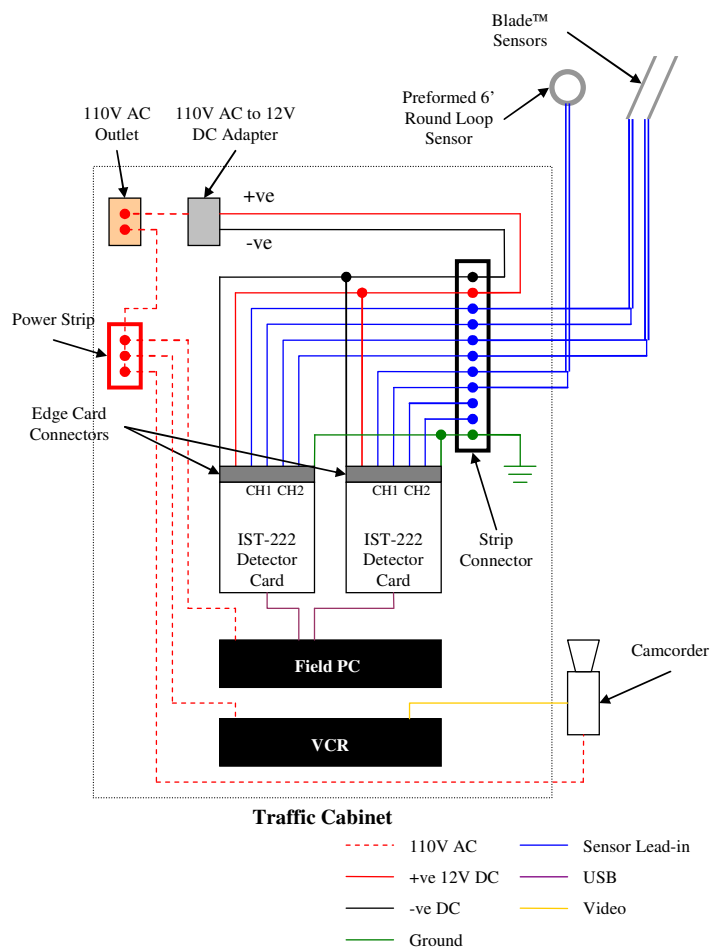 Blade™
Sensors
Preformed 6’
Round Loop
Sensor
110V AC
Outlet
110V AC to 12V
DC Adapter
+ve
-ve
Power Strip
Edge Card
Connectors
CH1 CH2
CH1 CH2
IST-222
Detector
Card
IST-222
Detector
Card
Strip
Connector
Field PC
Camcorder
VCR
Traffic Cabinet
110V AC
+ve 12V DC
-ve DC
Ground
Sensor Lead-in
USB
Video